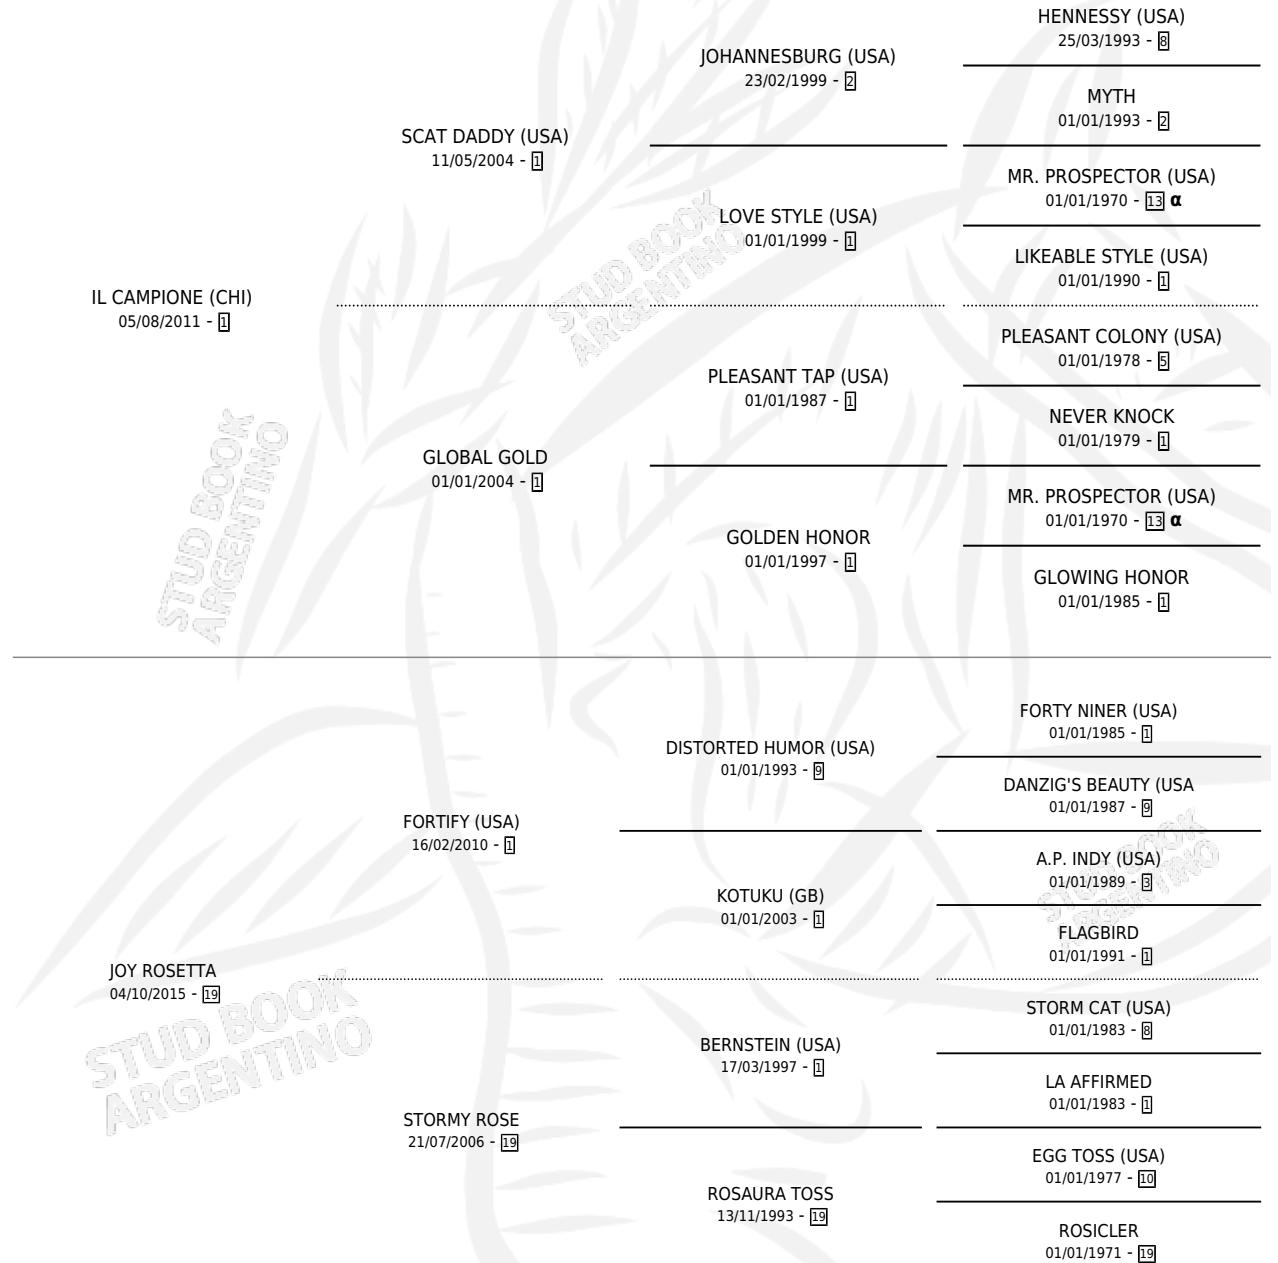 HENNESSY (USA)
25/03/1993 - 8
JOHANNESBURG (USA)
23/02/1999 - 2
MYTH
01/01/1993 - 2
SCAT DADDY (USA)
11/05/2004 - 1
MR. PROSPECTOR (USA)
01/01/1970 - 13 α
LOVE STYLE (USA)
01/01/1999 - 1
LIKEABLE STYLE (USA)
01/01/1990 - 1
IL CAMPIONE (CHI)
05/08/2011 - 1
PLEASANT COLONY (USA)
01/01/1978 - 5
PLEASANT TAP (USA)
01/01/1987 - 1
NEVER KNOCK
01/01/1979 - 1
GLOBAL GOLD
01/01/2004 - 1
MR. PROSPECTOR (USA)
01/01/1970 - 13 α
GOLDEN HONOR
01/01/1997 - 1
GLOWING HONOR
01/01/1985 - 1
STUD BOOK
ARGENTINO
STUD BOOK
ARGENTINO
FORTY NINER (USA)
01/01/1985 - 1
DISTORTED HUMOR (USA)
01/01/1993 - 9
DANZIG'S BEAUTY (USA
01/01/1987 - 9
FORTIFY (USA)
16/02/2010 - 1
A.P. INDY (USA)
01/01/1989 - 3
KOTUKU (GB)
01/01/2003 - 1
FLAGBIRD
01/01/1991 - 1
JOY ROSETTA
04/10/2015 - 19
STORM CAT (USA)
01/01/1983 - 8
BERNSTEIN (USA)
17/03/1997 - 1
LA AFFIRMED
01/01/1983 - 1
STORMY ROSE
21/07/2006 - 19
EGG TOSS (USA)
01/01/1977 - 10
ROSAURA TOSS
13/11/1993 - 19
ROSICLER
01/01/1971 - 19
STUD BOOK
ARGENTINO
STUD BOOK
ARGENTINO